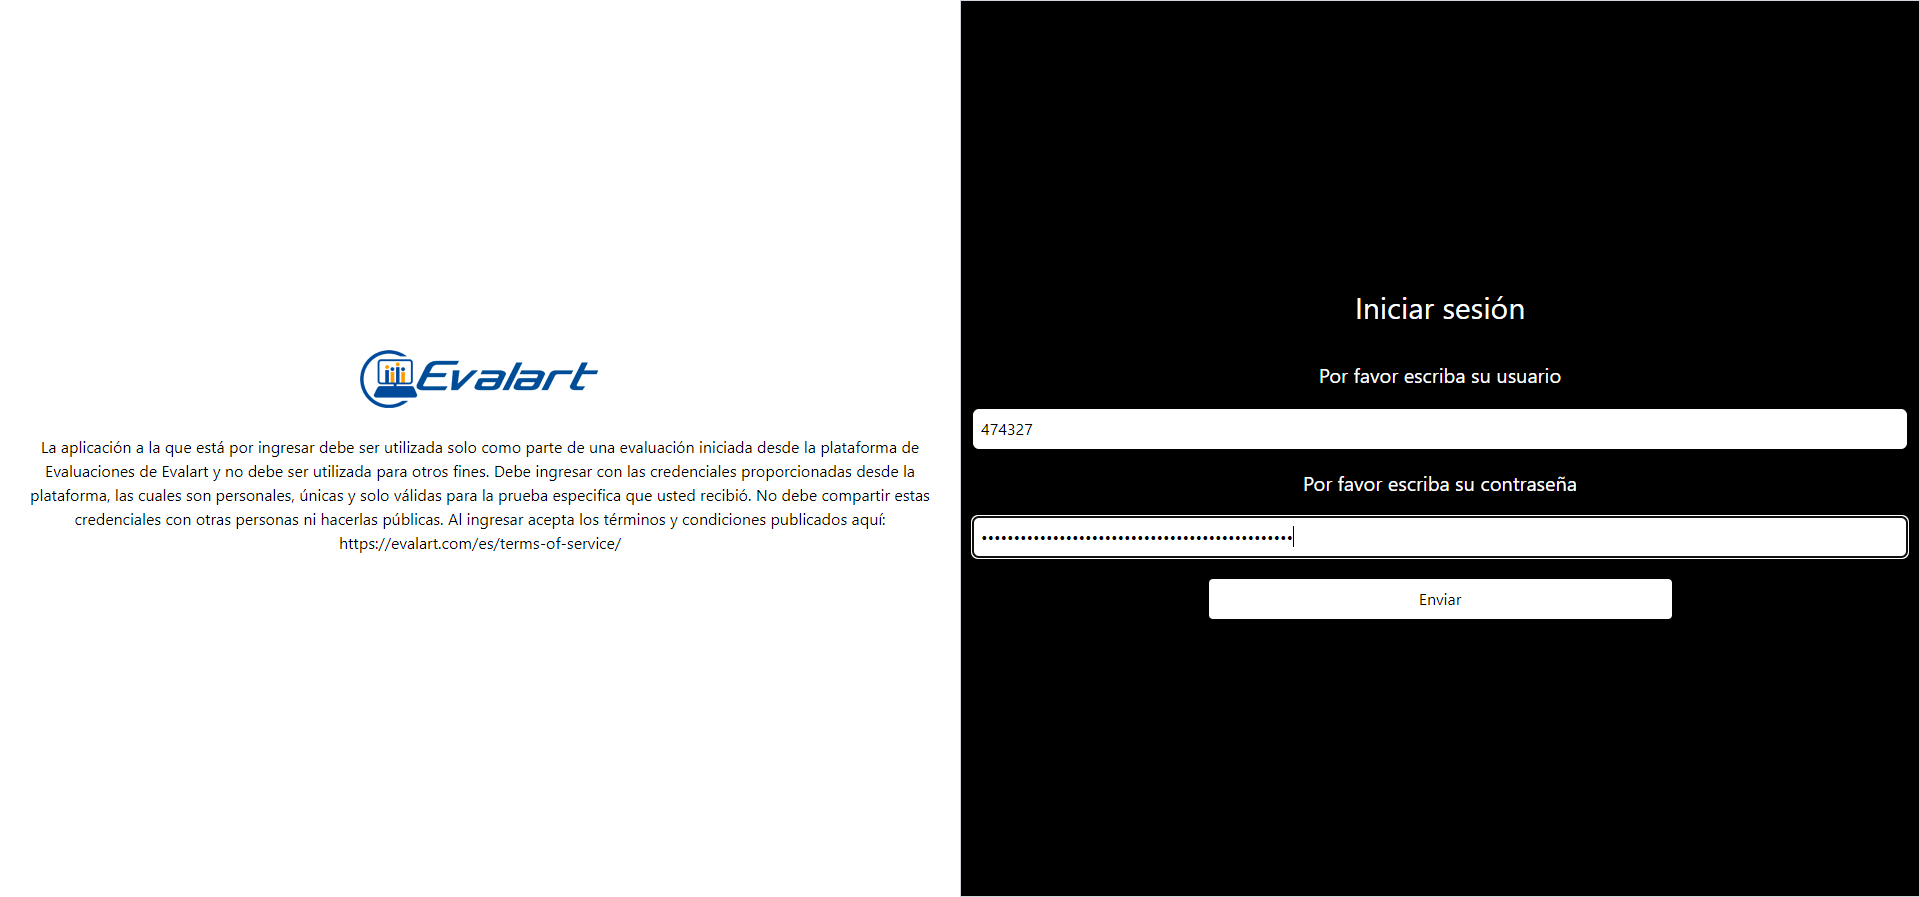 Evalart
La aplicación a la que está por ingresar debe ser utilizada solo como parte de una evaluación iniciada desde la plataforma de
Evaluaciones de Evalart y no debe ser utilizada para otros fines. Debe ingresar con las credenciales proporcionadas desde la
plataforma, las cuales son personales, únicas y solo válidas para la prueba especifica que usted recibió. No debe compartir estas
credenciales con otras personas ni hacerlas públicas. Al ingresar acepta los términos y condiciones publicados aquí:
https://evalart.com/es/terms-of-service/
Iniciar sesión
Por favor escriba su usuario
474327
Por favor escriba su contraseña
Enviar